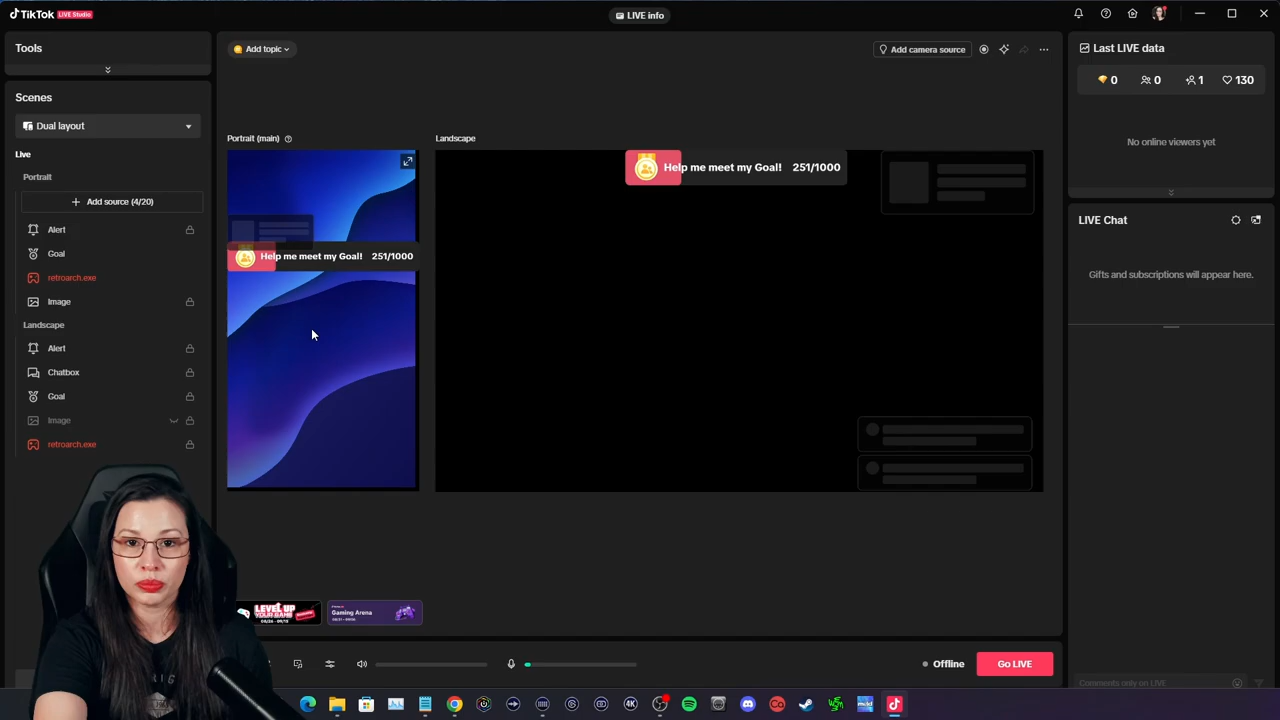 TikTok LIVE Studio
LIVE info
Tools
Scenes
Dual layout
Live
Portrait
Add source (4/20)
Alert
Goal
retroarch.exe
Image
Landscape
Alert
Chatbox
Goal
Image
retroarch.exe
Add topic
Add camera source
Portrait (main)
Landscape
Help me meet my Goal! 251/1000
Help me meet my Goal! 251/1000
LEVEL UP
YOUR GAME
Gaming Arena
Offline
Go LIVE
Last LIVE data
0
0
1
130
No online viewers yet
LIVE Chat
Gifts and subscriptions will appear here.
Comments only on LIVE
4K